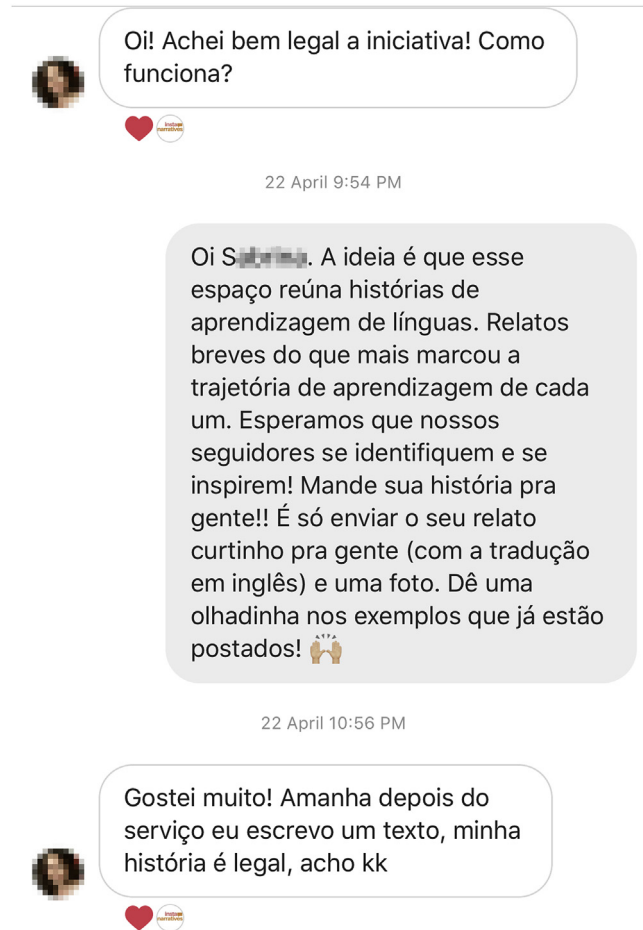 Oi! Achei bem legal a iniciativa! Como
funciona?
22 April 9:54 PM
Oi S. A ideia é que esse
espaço reúna histórias de
aprendizagem de línguas. Relatos
breves do que mais marcou a
trajetória de aprendizagem de cada
um. Esperamos que nossos
seguidores se identifiquem e se
inspirem! Mande sua história pra
gente!! É só enviar o seu relato
curtinho pra gente (com a tradução
em inglês) e uma foto. Dê uma
olhadinha nos exemplos que já estão
postados! 🙌🏼
22 April 10:56 PM
Gostei muito! Amanha depois do
serviço eu escrevo um texto, minha
história é legal, acho kk